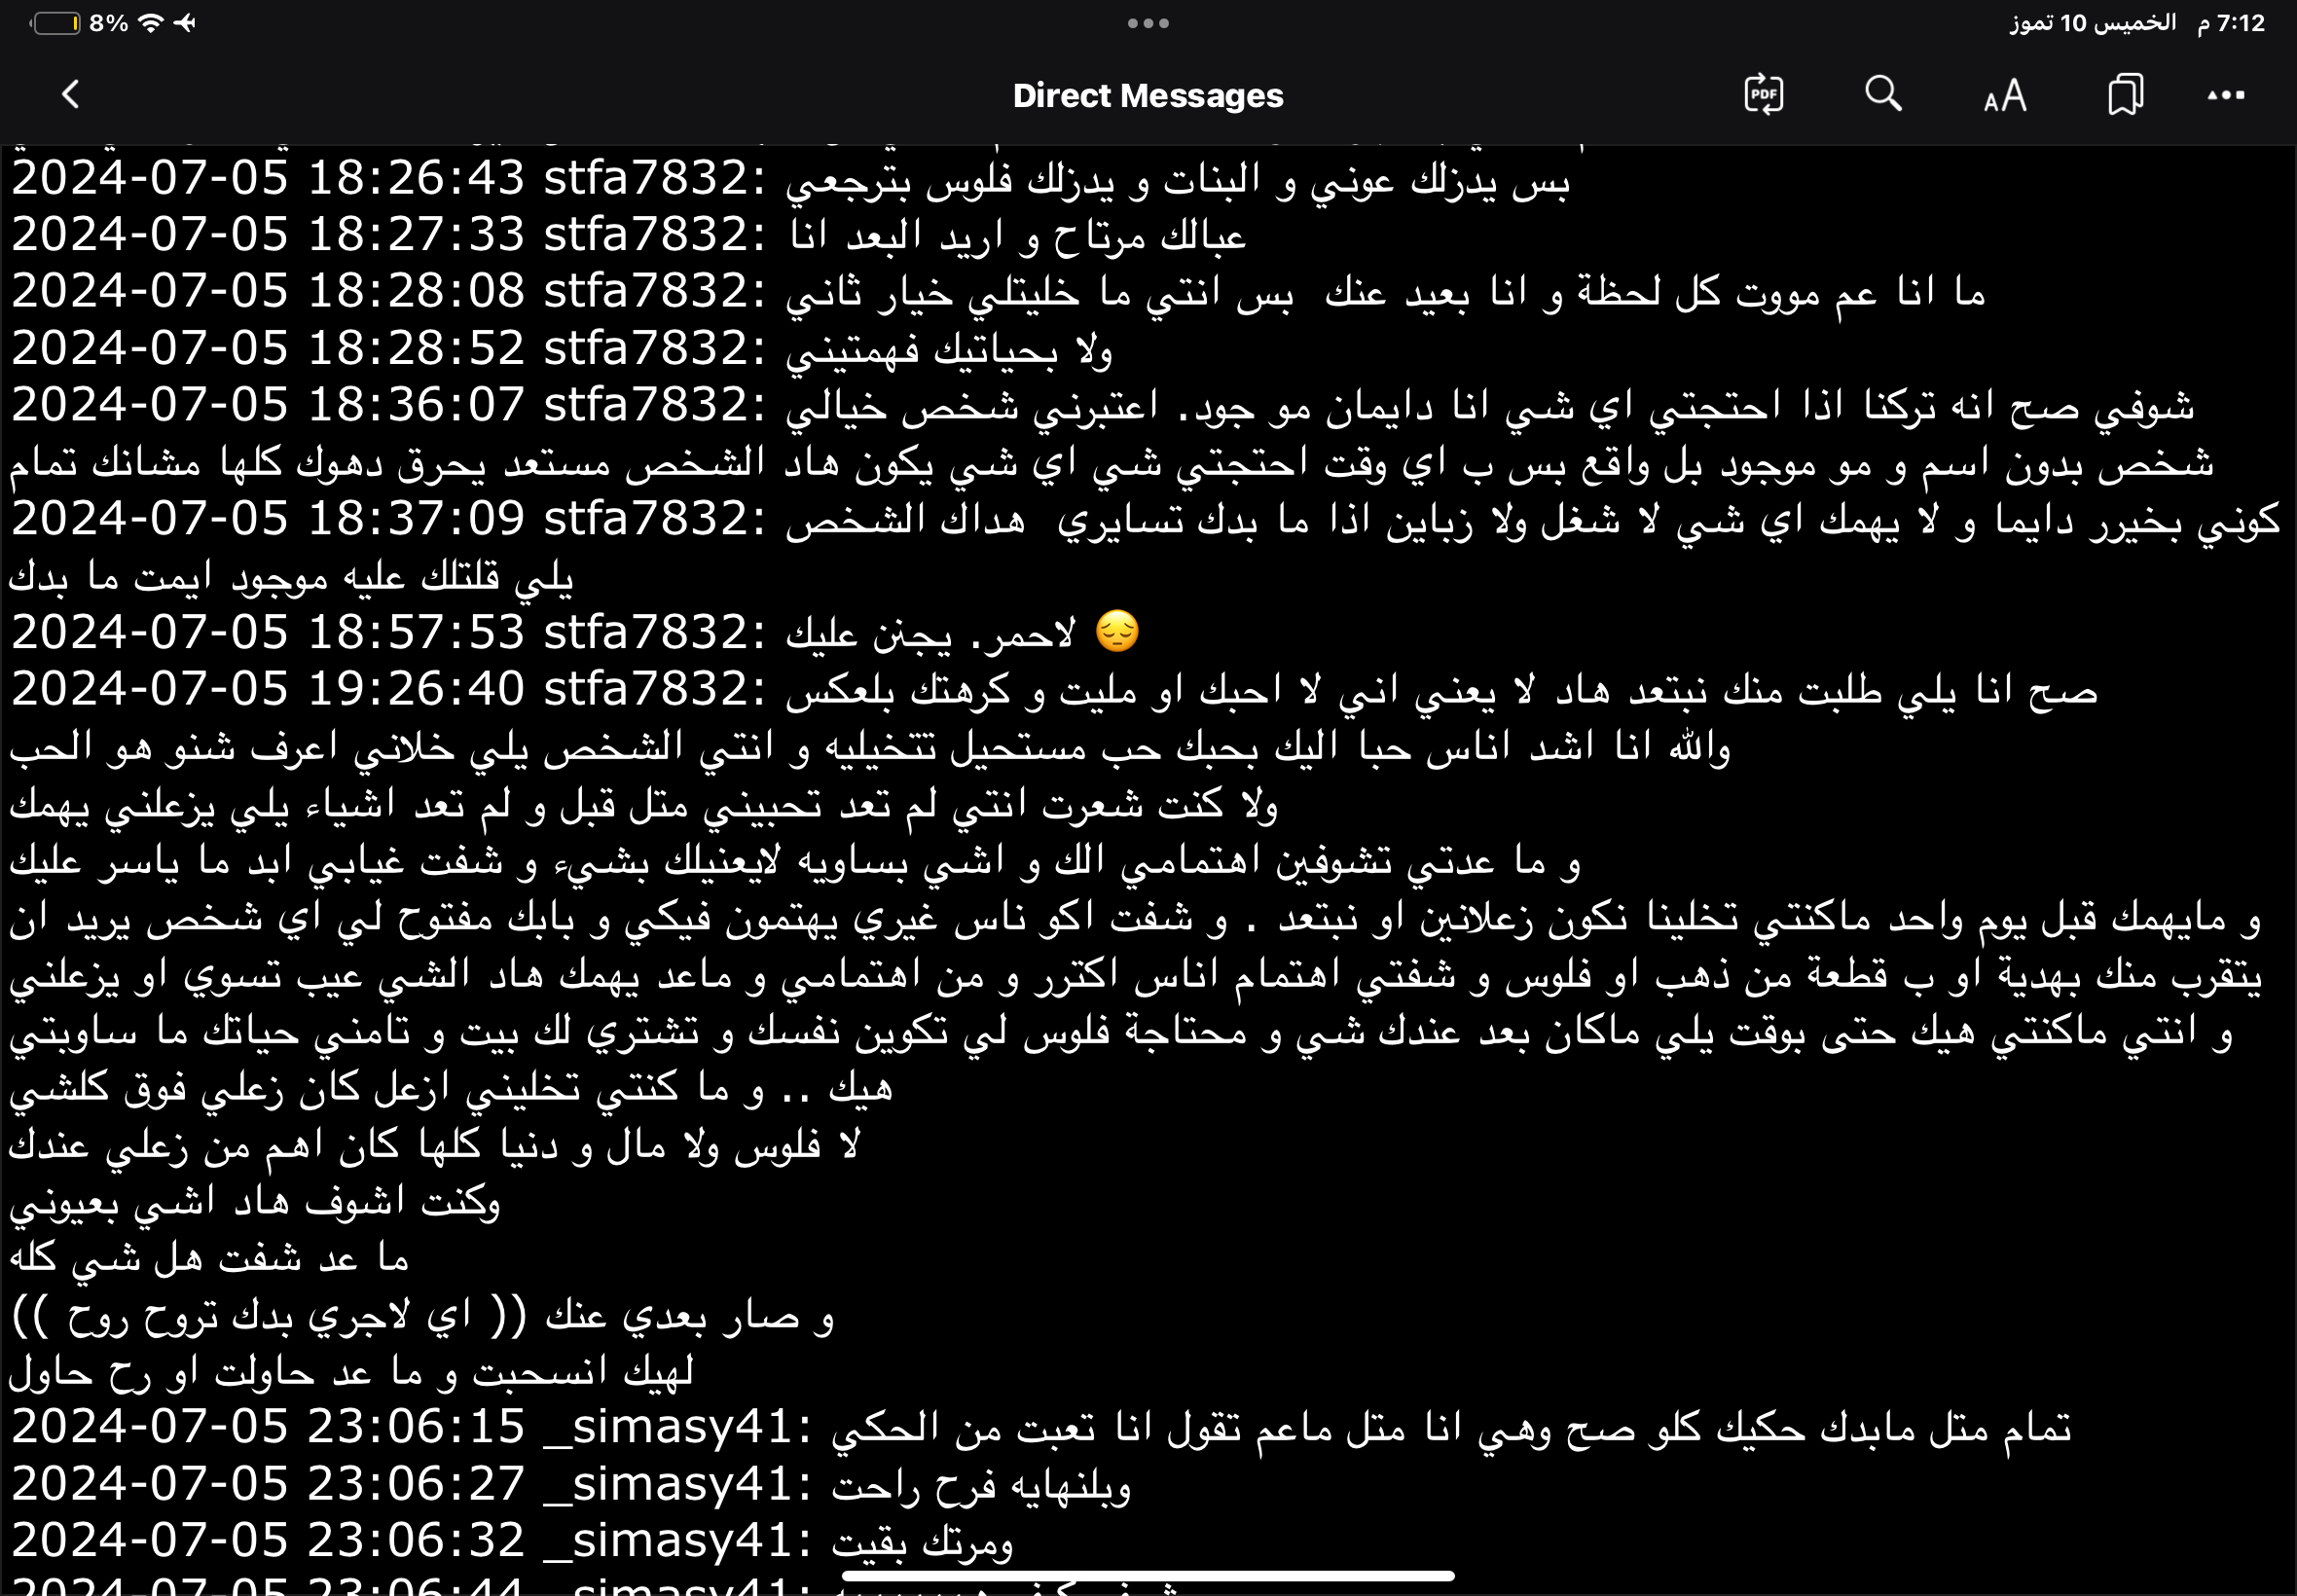 7:12 م الخميس 10 تموز
8%
Direct Messages
PDF
AA
2024-07-05 18:26:43 stfa7832: بس يدزلك عوني و البنات و يدزلك فلوس بترجعي
2024-07-05 18:27:33 stfa7832: عبالك مرتاح و اريد البعد انا
2024-07-05 18:28:08 stfa7832: ما انا عم مووت كل لحظة و انا بعيد عنك  بس انتي ما خليتلي خيار ثاني
2024-07-05 18:28:52 stfa7832: ولا بحياتيك فهمتيني
2024-07-05 18:36:07 stfa7832: شوفي صح انه تركنا اذا احتجتي اي شي انا دايمان مو جود. اعتبرني شخص خيالي
شخص بدون اسم و مو موجود بل واقع بس ب اي وقت احتجتي شي اي شي يكون هاد الشخص مستعد يحرق دهوك كلها مشانك تمام
2024-07-05 18:37:09 stfa7832: كوني بخيرر دايما و لا يهمك اي شي لا شغل ولا زباين اذا ما بدك تسايري  هداك الشخص
يلي قلتلك عليه موجود ايمت ما بدك
2024-07-05 18:57:53 stfa7832: لاحمر. يجنن عليك 😔
2024-07-05 19:26:40 stfa7832: صح انا يلي طلبت منك نبتعد هاد لا يعني اني لا احبك او مليت و كرهتك بلعكس
والله انا اشد اناس حبا اليك بحبك حب مستحيل تتخيليه و انتي الشخص يلي خلاني اعرف شنو هو الحب
ولا كنت شعرت انتي لم تعد تحبيني متل قبل و لم تعد اشياء يلي يزعلني يهمك
و ما عدتي تشوفين اهتمامي الك و اشي بساويه لايعنيلك بشيء و شفت غيابي ابد ما ياسر عليك
و مايهمك قبل يوم واحد ماكنتي تخلينا نكون زعلانين او نبتعد . و شفت اكو ناس غيري يهتمون فيكي و بابك مفتوح لي اي شخص يريد ان
يتقرب منك بهدية او ب قطعة من ذهب او فلوس و شفتي اهتمام اناس اكترر و من اهتمامي و ماعد يهمك هاد الشي عيب تسوي او يزعلني
و انتي ماكنتي هيك حتى بوقت يلي ماكان بعد عندك شي و محتاجة فلوس لي تكوين نفسك و تشتري لك بيت و تامني حياتك ما ساوبتي
هيك .. و ما كنتي تخليني ازعل كان زعلي فوق كلشي
لا فلوس ولا مال و دنيا كلها كان اهم من زعلي عندك
وكنت اشوف هاد اشي بعيوني
ما عد شفت هل شي كله
و صار بعدي عنك (( اي لاجري بدك تروح روح ))
لهيك انسحبت و ما عد حاولت او رح حاول
2024-07-05 23:06:15 _simasy41: تمام متل مابدك حكيك كلو صح وهي انا متل ماعم تقول انا تعبت من الحكي
2024-07-05 23:06:27 _simasy41: وبلنهايه فرح راحت
2024-07-05 23:06:32 _simasy41: ومرتك بقيت
2024-07-05 23:06:44 _simasy41: